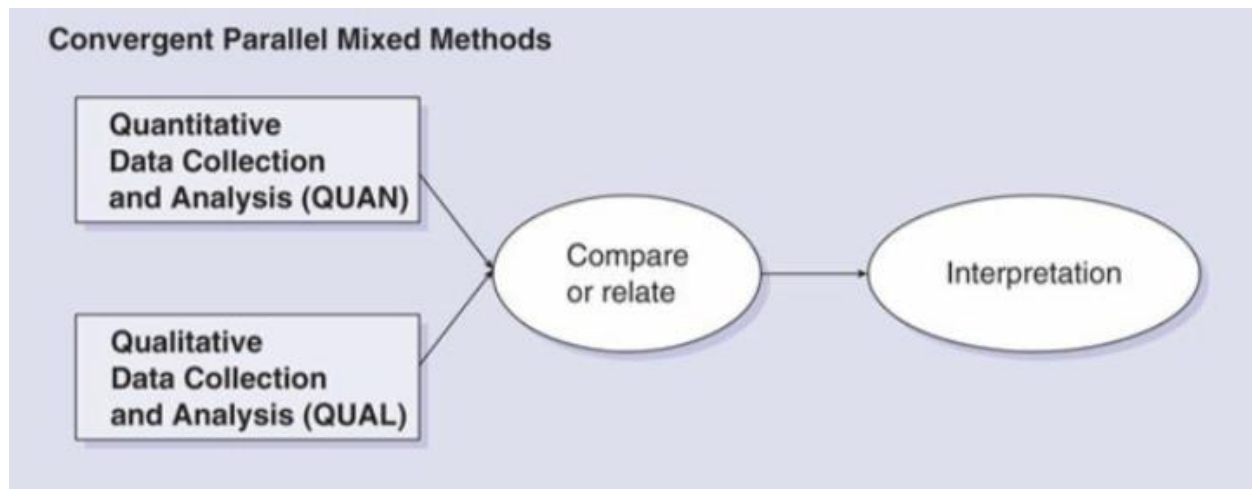 Convergent Parallel Mixed Methods
Quantitative
Data Collection
and Analysis (QUAN)
Compare
or relate
Interpretation
Qualitative
Data Collection
and Analysis (QUAL)